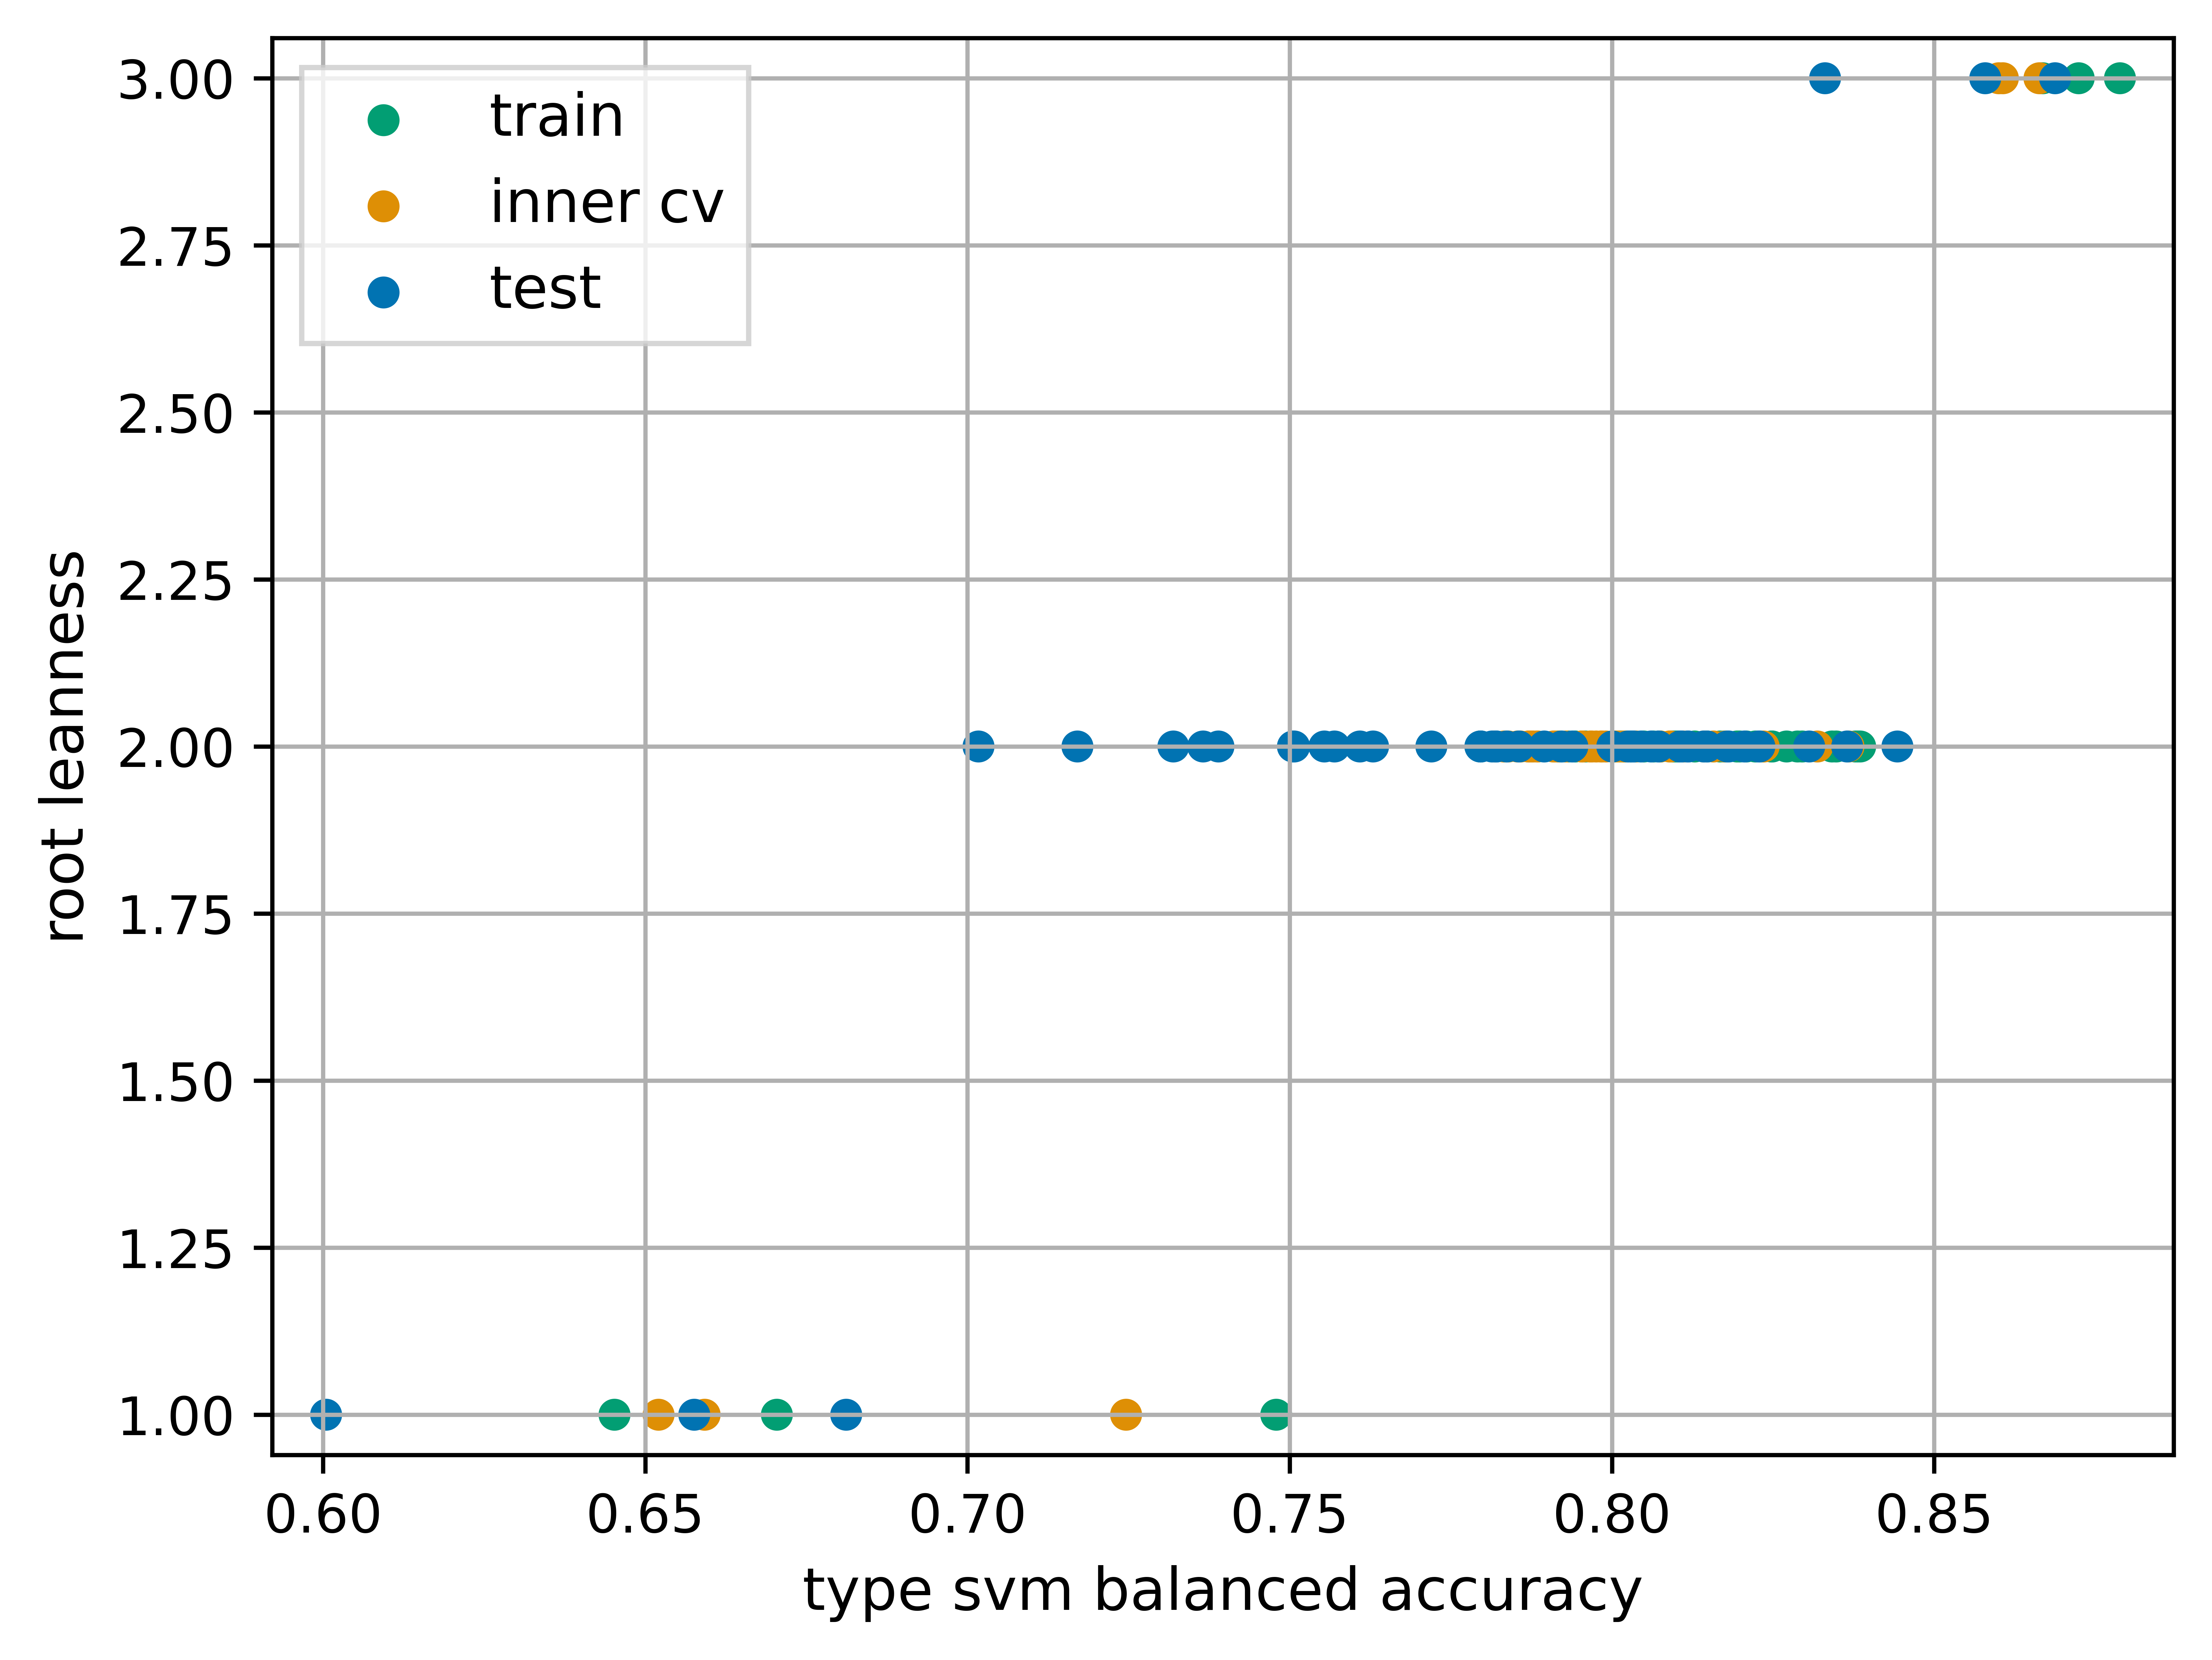 train
inner cv
test
3.00
2.75
2.50
2.25
2.00
1.75
1.50
1.25
1.00
root leanness
0.60 0.65 0.70 0.75 0.80 0.85
type svm balanced accuracy